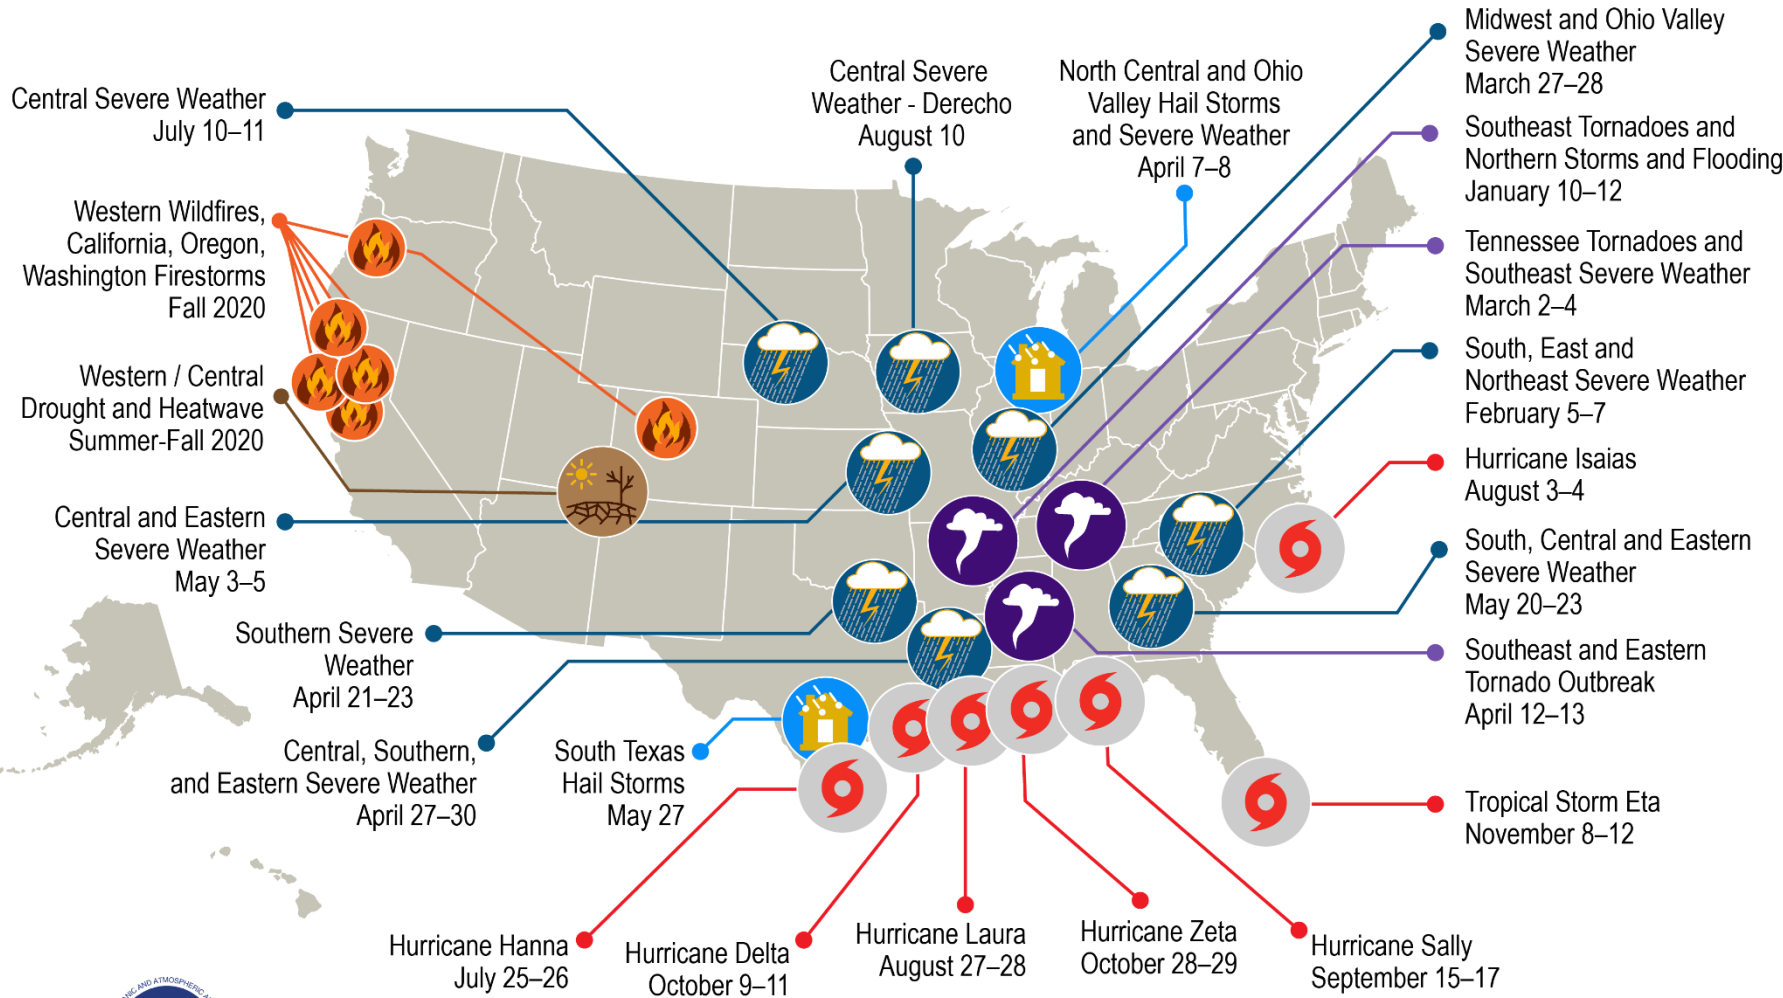 Central Severe Weather
July 10–11
Western Wildfires,
California, Oregon,
Washington Firestorms
Fall 2020
Western / Central
Drought and Heatwave
Summer-Fall 2020
Central and Eastern
Severe Weather
May 3–5
Southern Severe
Weather
April 21–23
Central, Southern,
and Eastern Severe Weather
April 27–30
South Texas
Hail Storms
May 27
Central Severe
Weather - Derecho
August 10
North Central and Ohio
Valley Hail Storms
and Severe Weather
April 7–8
Midwest and Ohio Valley
Severe Weather
March 27–28
Southeast Tornadoes and
Northern Storms and Flooding
January 10–12
Tennessee Tornadoes and
Southeast Severe Weather
March 2–4
South, East and
Northeast Severe Weather
February 5–7
Hurricane Isaias
August 3–4
South, Central and Eastern
Severe Weather
May 20–23
Southeast and Eastern
Tornado Outbreak
April 12–13
Tropical Storm Eta
November 8–12
Hurricane Hanna
July 25–26
Hurricane Delta
October 9–11
Hurricane Laura
August 27–28
Hurricane Zeta
October 28–29
Hurricane Sally
September 15–17
AND ATMOSPHERIC